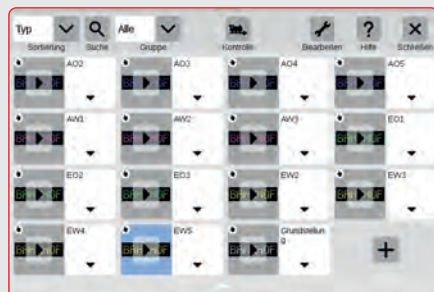 Typ Alle
Sortierung Suche Gruppe Kontrolle Bearbeiten Hilfe Schließen
AO2 AO3 AO4 AO5
AW1 AW2 AW3 EO1
EO2 EO3 EW2 EW3
EW4 EW5 Grundstellun
g